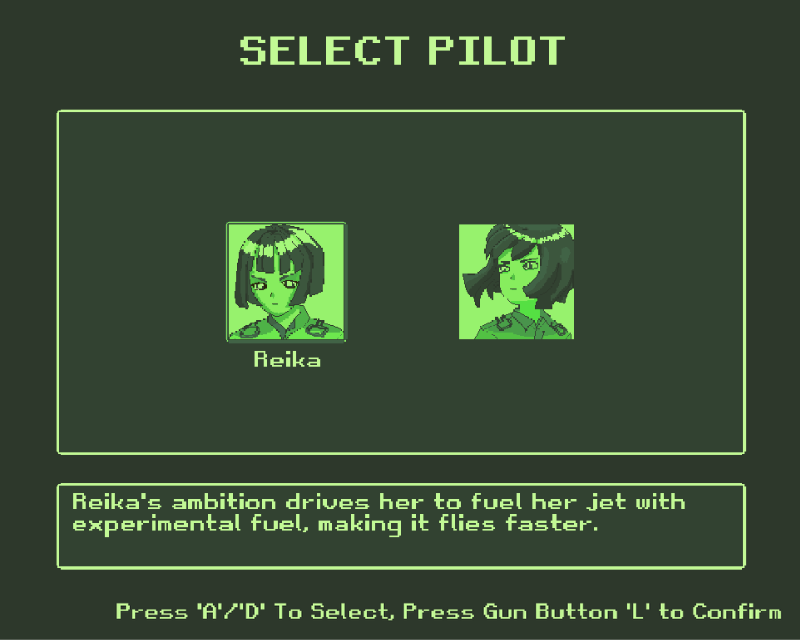 SELECT PILOT
Reika
Reika's ambition drives her to fuel her jet with
experimental fuel, making it flies faster.
Press 'A'/'D' To Select, Press Gun Button 'L' to Confirm